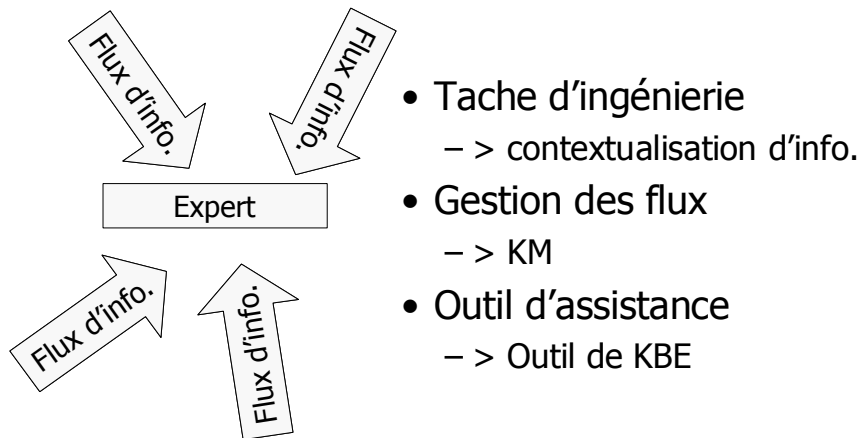 Flux d'info.
Flux d'info.
Expert
Flux d'info.
Flux d'info.
• Tache d'ingénierie
– > contextualisation d'info.
• Gestion des flux
– > KM
• Outil d'assistance
– > Outil de KBE